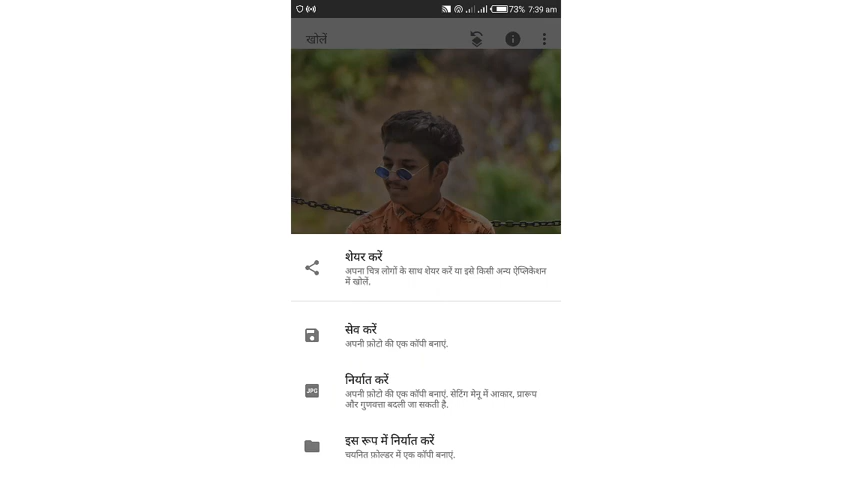 73% 7:39 am
खोलें
शेयर करें
अपना चित्र लोगों के साथ शेयर करें या इसे किसी अन्य ऐप्लिकेशन
में खोलें.
सेव करें
अपनी फ़ोटो की एक कॉपी बनाएं.
JPG
निर्यात करें
अपनी फ़ोटो की एक कॉपी बनाएं. सेटिंग मेनू में आकार, प्रारूप
और गुणवत्ता बदली जा सकती है.
इस रूप में निर्यात करें
चयनित फ़ोल्डर में एक कॉपी बनाएं.